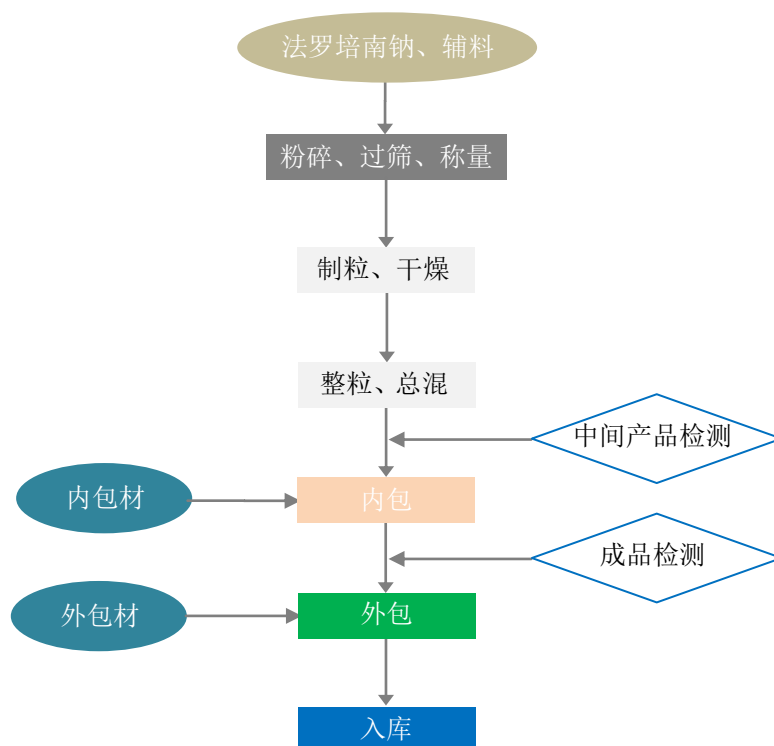 法罗培南钠、辅料
粉碎、过筛、称量
制粒、干燥
整粒、总混
中间产品检测
内包材
内包
成品检测
外包材
外包
入库